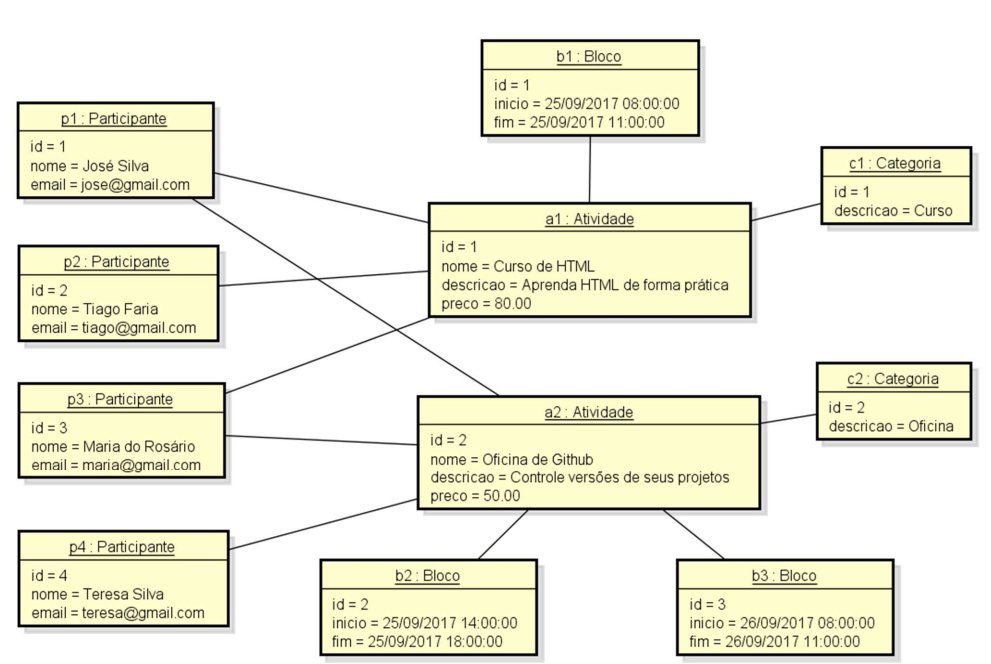 b1 : Bloco
id = 1
inicio = 25/09/2017 08:00:00
fim = 25/09/2017 11:00:00
p1 : Participante
id = 1
nome = José Silva
email = jose@gmail.com
c1 : Categoria
id = 1
descricao = Curso
a1 : Atividade
id = 1
nome = Curso de HTML
descricao = Aprenda HTML de forma prática
preco = 80.00
p2 : Participante
id = 2
nome = Tiago Faria
email = tiago@gmail.com
p3 : Participante
id = 3
nome = Maria do Rosário
email = maria@gmail.com
c2 : Categoria
id = 2
descricao = Oficina
a2 : Atividade
id = 2
nome = Oficina de Github
descricao = Controle versões de seus projetos
preco = 50.00
p4 : Participante
id = 4
nome = Teresa Silva
email = teresa@gmail.com
b2 : Bloco
id = 2
inicio = 25/09/2017 14:00:00
fim = 25/09/2017 18:00:00
b3 : Bloco
id = 3
inicio = 26/09/2017 08:00:00
fim = 26/09/2017 11:00:00